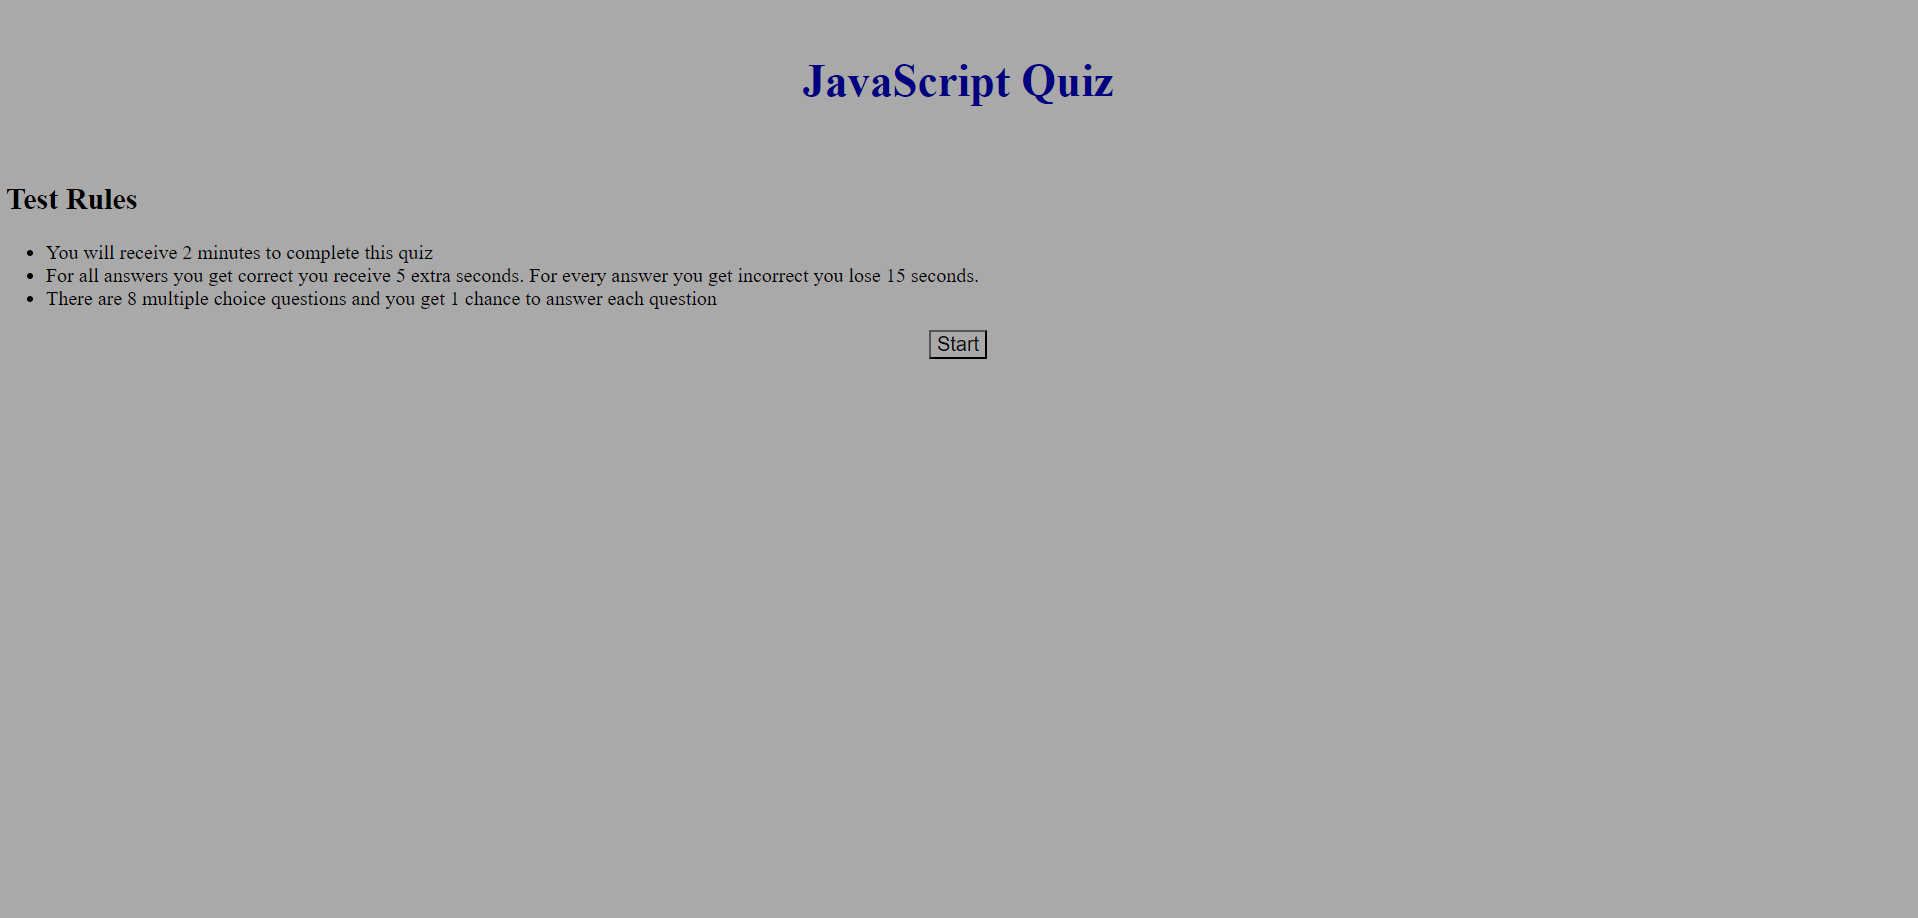 JavaScript Quiz
Test Rules
You will receive 2 minutes to complete this quiz
For all answers you get correct you receive 5 extra seconds. For every answer you get incorrect you lose 15 seconds.
There are 8 multiple choice questions and you get 1 chance to answer each question
Start